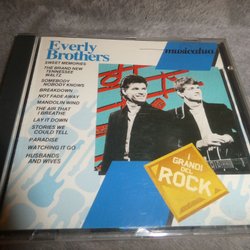 Everly
Brothers
musicalua
SWEET MEMORIES
THE BRAND NEW
TENNESSEE
WALTZ
SOMEBODY
NOBODY KNOWS
BREAKDOWN
NOT FADE AWAY
MANDOLIN WIND
THE AIR THAT
I BREATHE
LAY IT DOWN
STORIES WE
COULD TELL
PARADISE
WATCHING IT GO
HUSBANDS
AND WIVES
I GRANDI
DEL
ROCK